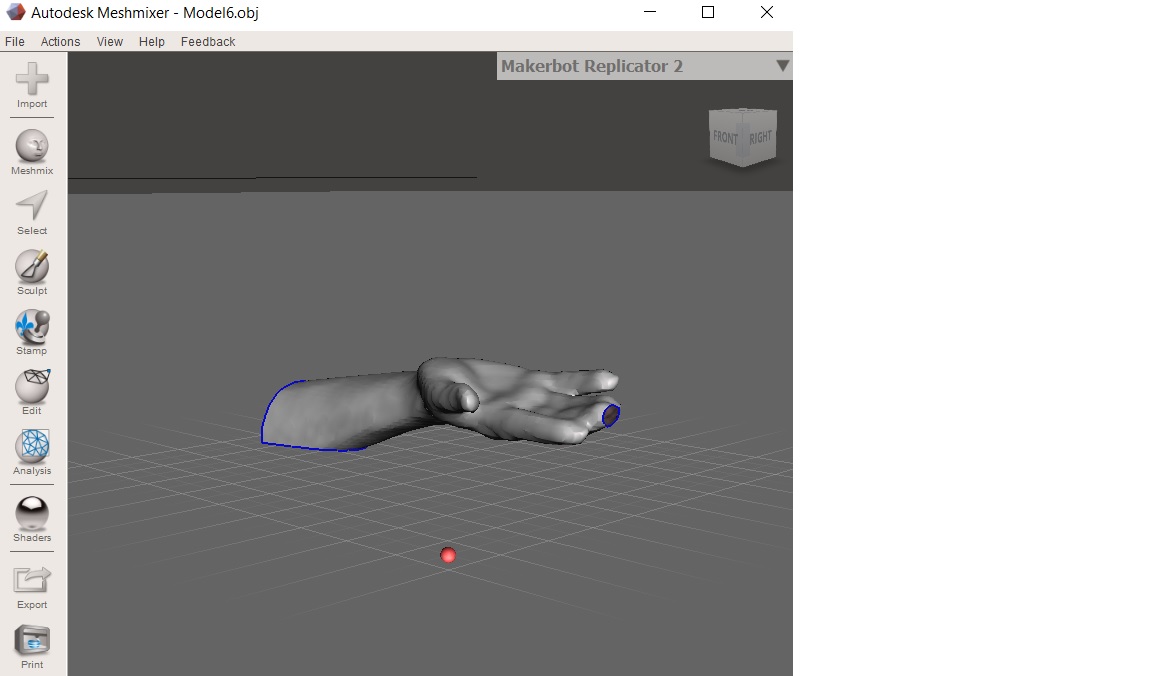 Autodesk Meshmixer - Model6.obj
File Actions View Help Feedback
Makerbot Replicator 2
FRONT RIGHT
Import
Meshmix
Select
Sculpt
Stamp
Edit
Analysis
Shaders
Export
Print